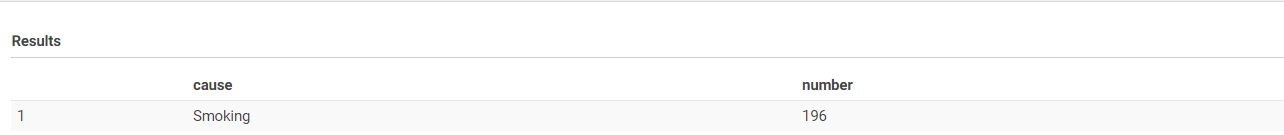 Results
cause number
1 Smoking 196